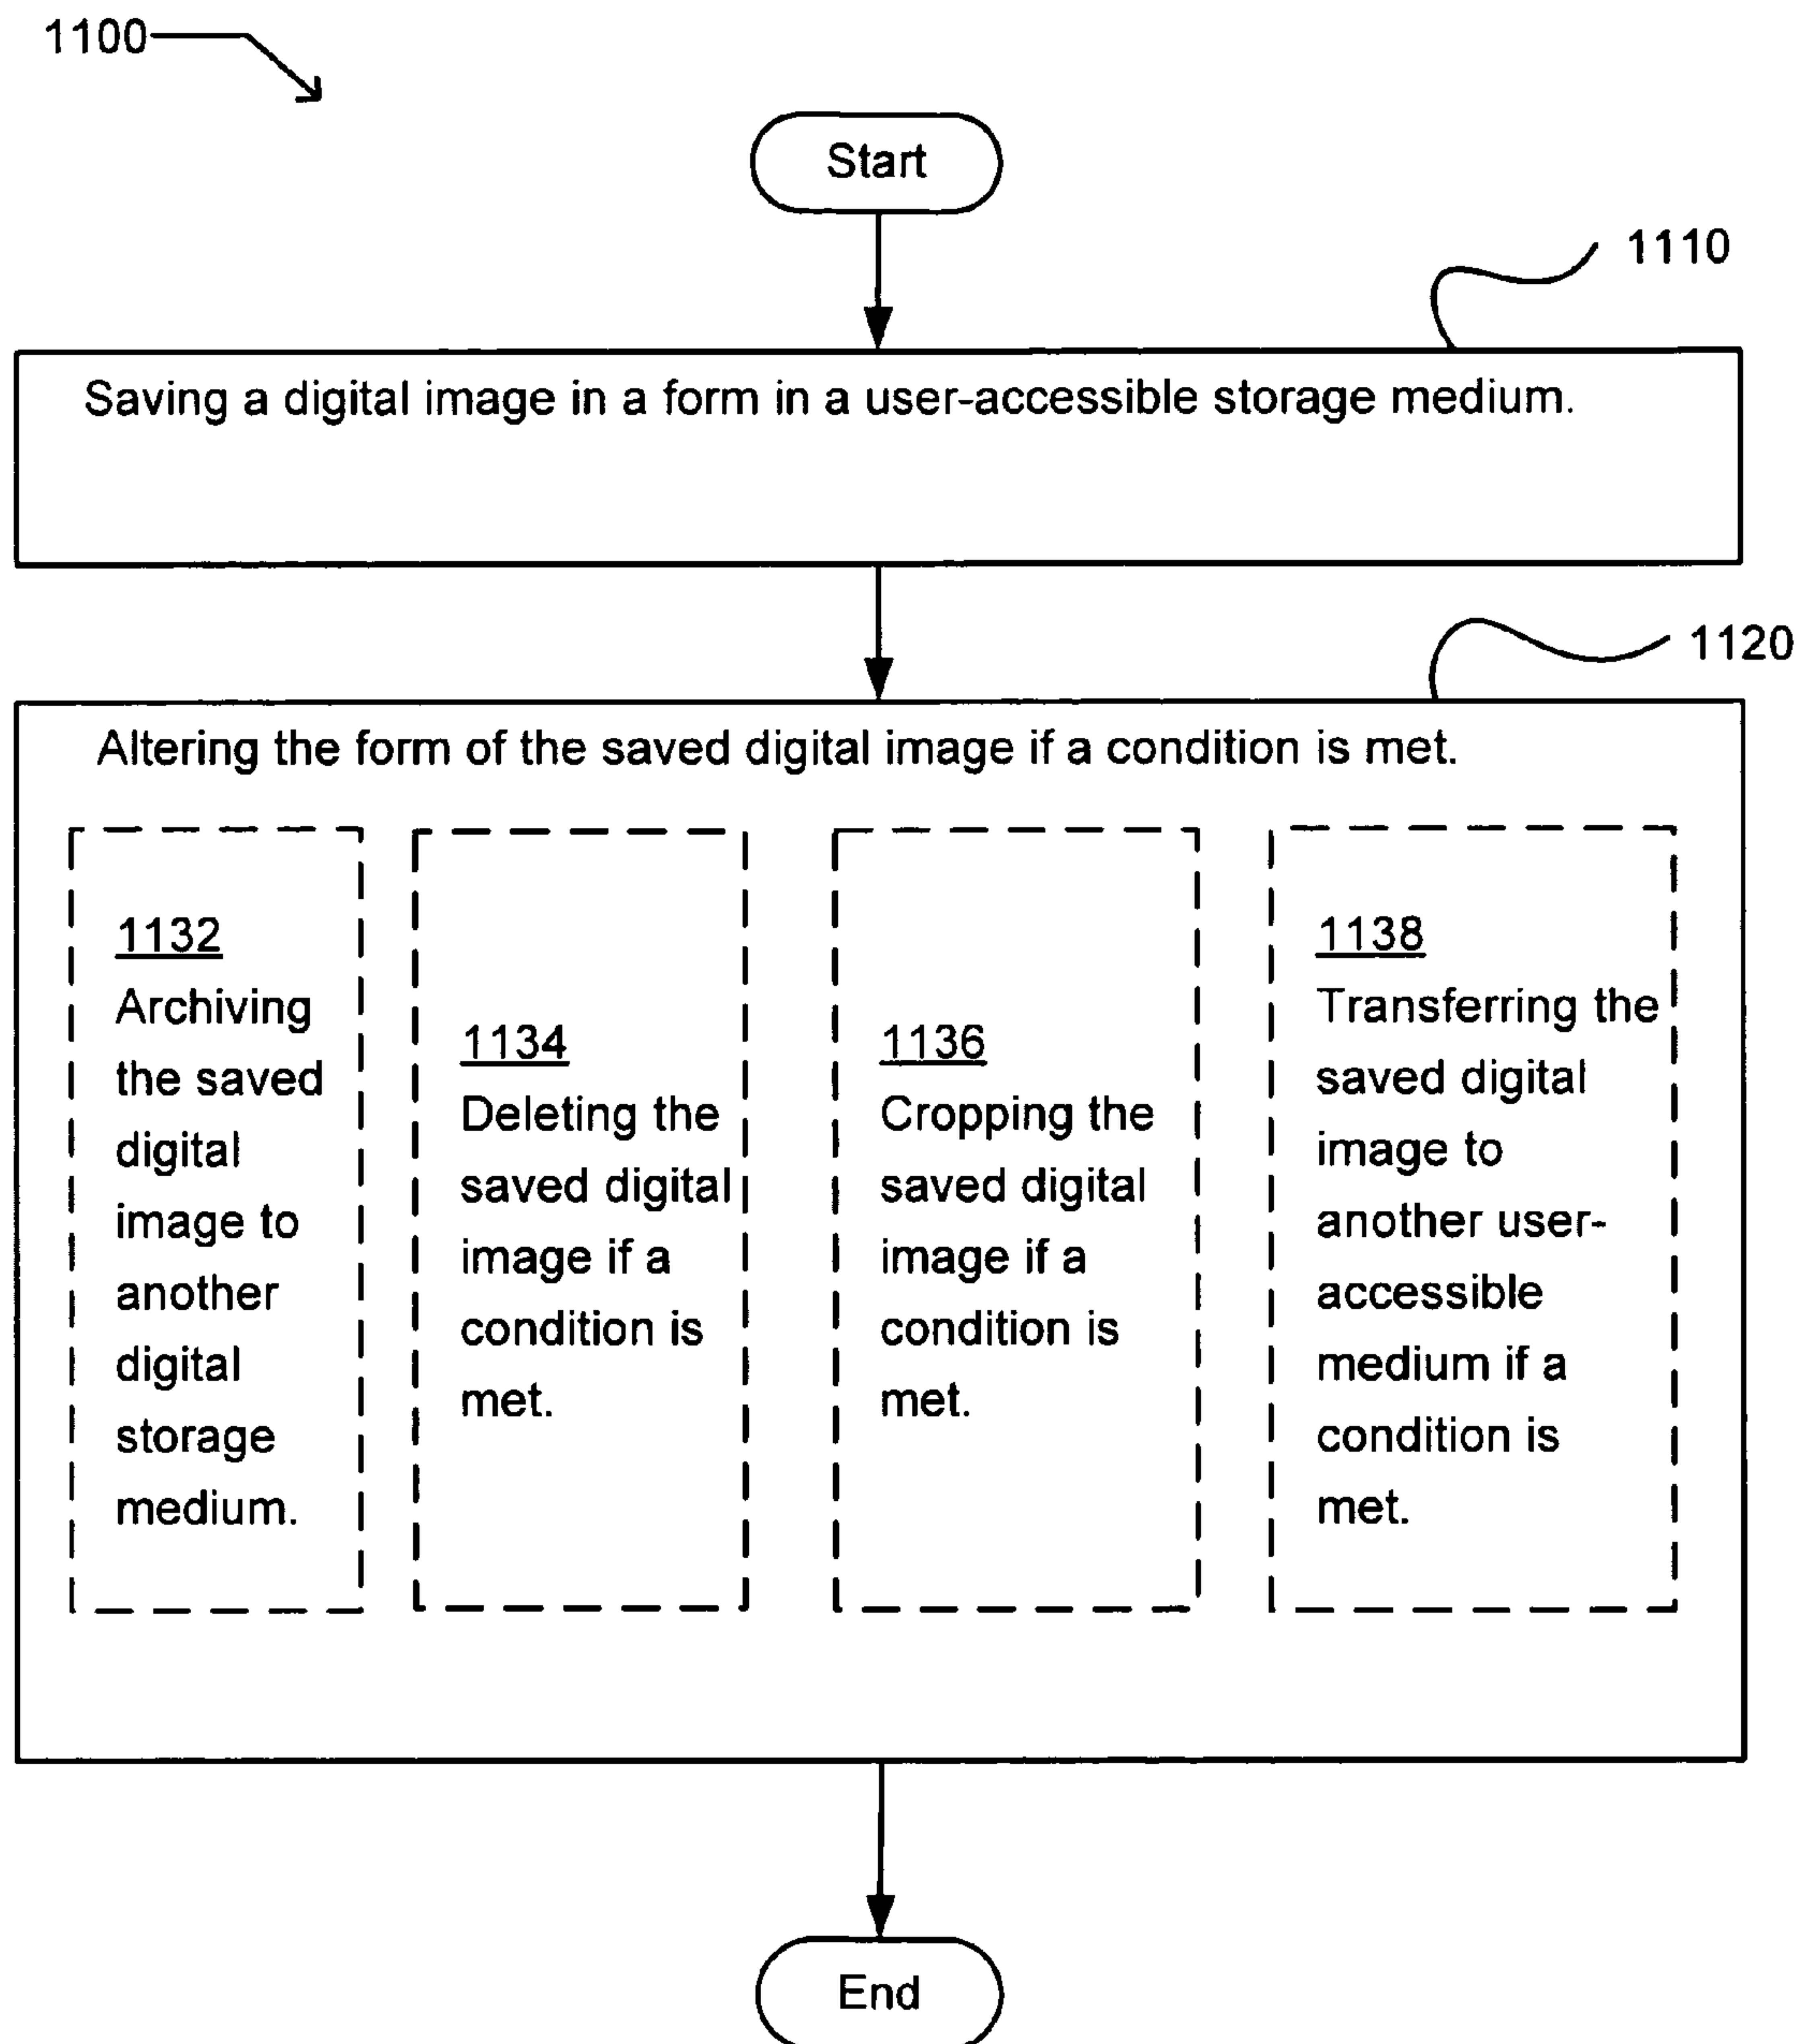 1100
Start
1110
Saving a digital image in a form in a user-accessible storage medium.
1120
Altering the form of the saved digital image if a condition is met.
1132
Archiving
the saved
digital
image to
another
digital
storage
medium.
1134
Deleting the
saved digital
image if a
condition is
met.
1136
Cropping the
saved digital
image if a
condition is
met.
1138
Transferring the
saved digital
image to
another user-
accessible
medium if a
condition is
met.
End